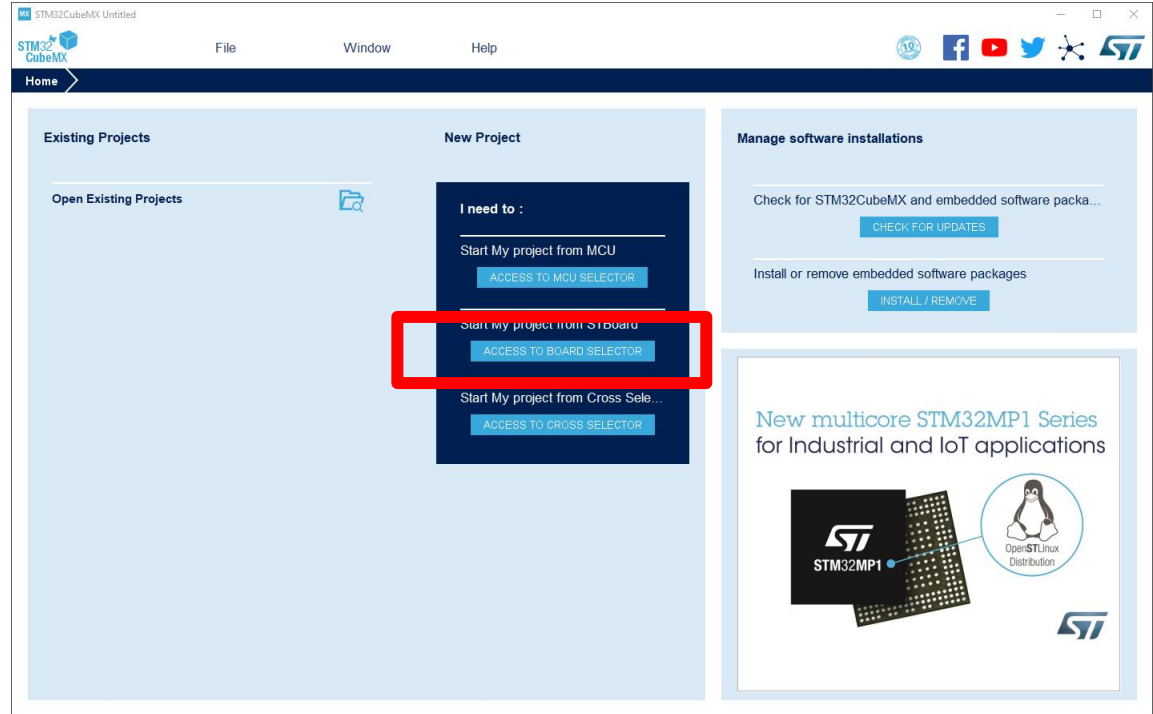 MX STM32CubeMX Untitled
STM32
CubeMX
File
Window
Help
10
Home
Existing Projects
Open Existing Projects
New Project
I need to :
Start My project from MCU
ACCESS TO MCU SELECTOR
Start My project from STBoard
ACCESS TO BOARD SELECTOR
Start My project from Cross Sele...
ACCESS TO CROSS SELECTOR
Manage software installations
Check for STM32CubeMX and embedded software packa...
CHECK FOR UPDATES
Install or remove embedded software packages
INSTALL / REMOVE
New multicore STM32MP1 Series
for Industrial and IoT applications
STM32MP1
OpenSTLinux
Distribution